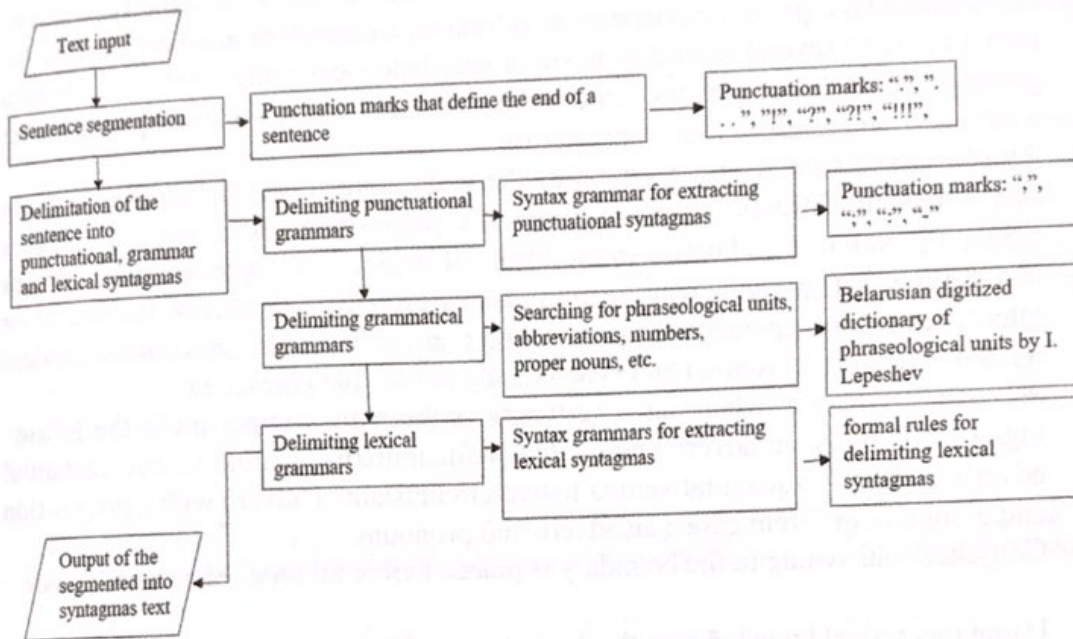 Text input
Sentence segmentation
Punctuation marks that define the end of a
sentence
Punctuation marks: “.”, “.
. .”, “!”, “?”, “?!”, “!!!”,
Delimitation of the
sentence into
punctuational, grammar
and lexical syntagmas
Delimiting punctuational
grammars
Syntax grammar for extracting
punctuational syntagmas
Punctuation marks: “,”,
“;”, “:”, “-”
Delimiting grammatical
grammars
Searching for phraseological units,
abbreviations, numbers,
proper nouns, etc.
Belarusian digitized
dictionary of
phraseological units by I.
Lepeshev
Delimiting lexical
grammars
Syntax grammars for extracting
lexical syntagmas
formal rules for
delimiting lexical
syntagmas
Output of the
segmented into
syntagmas text